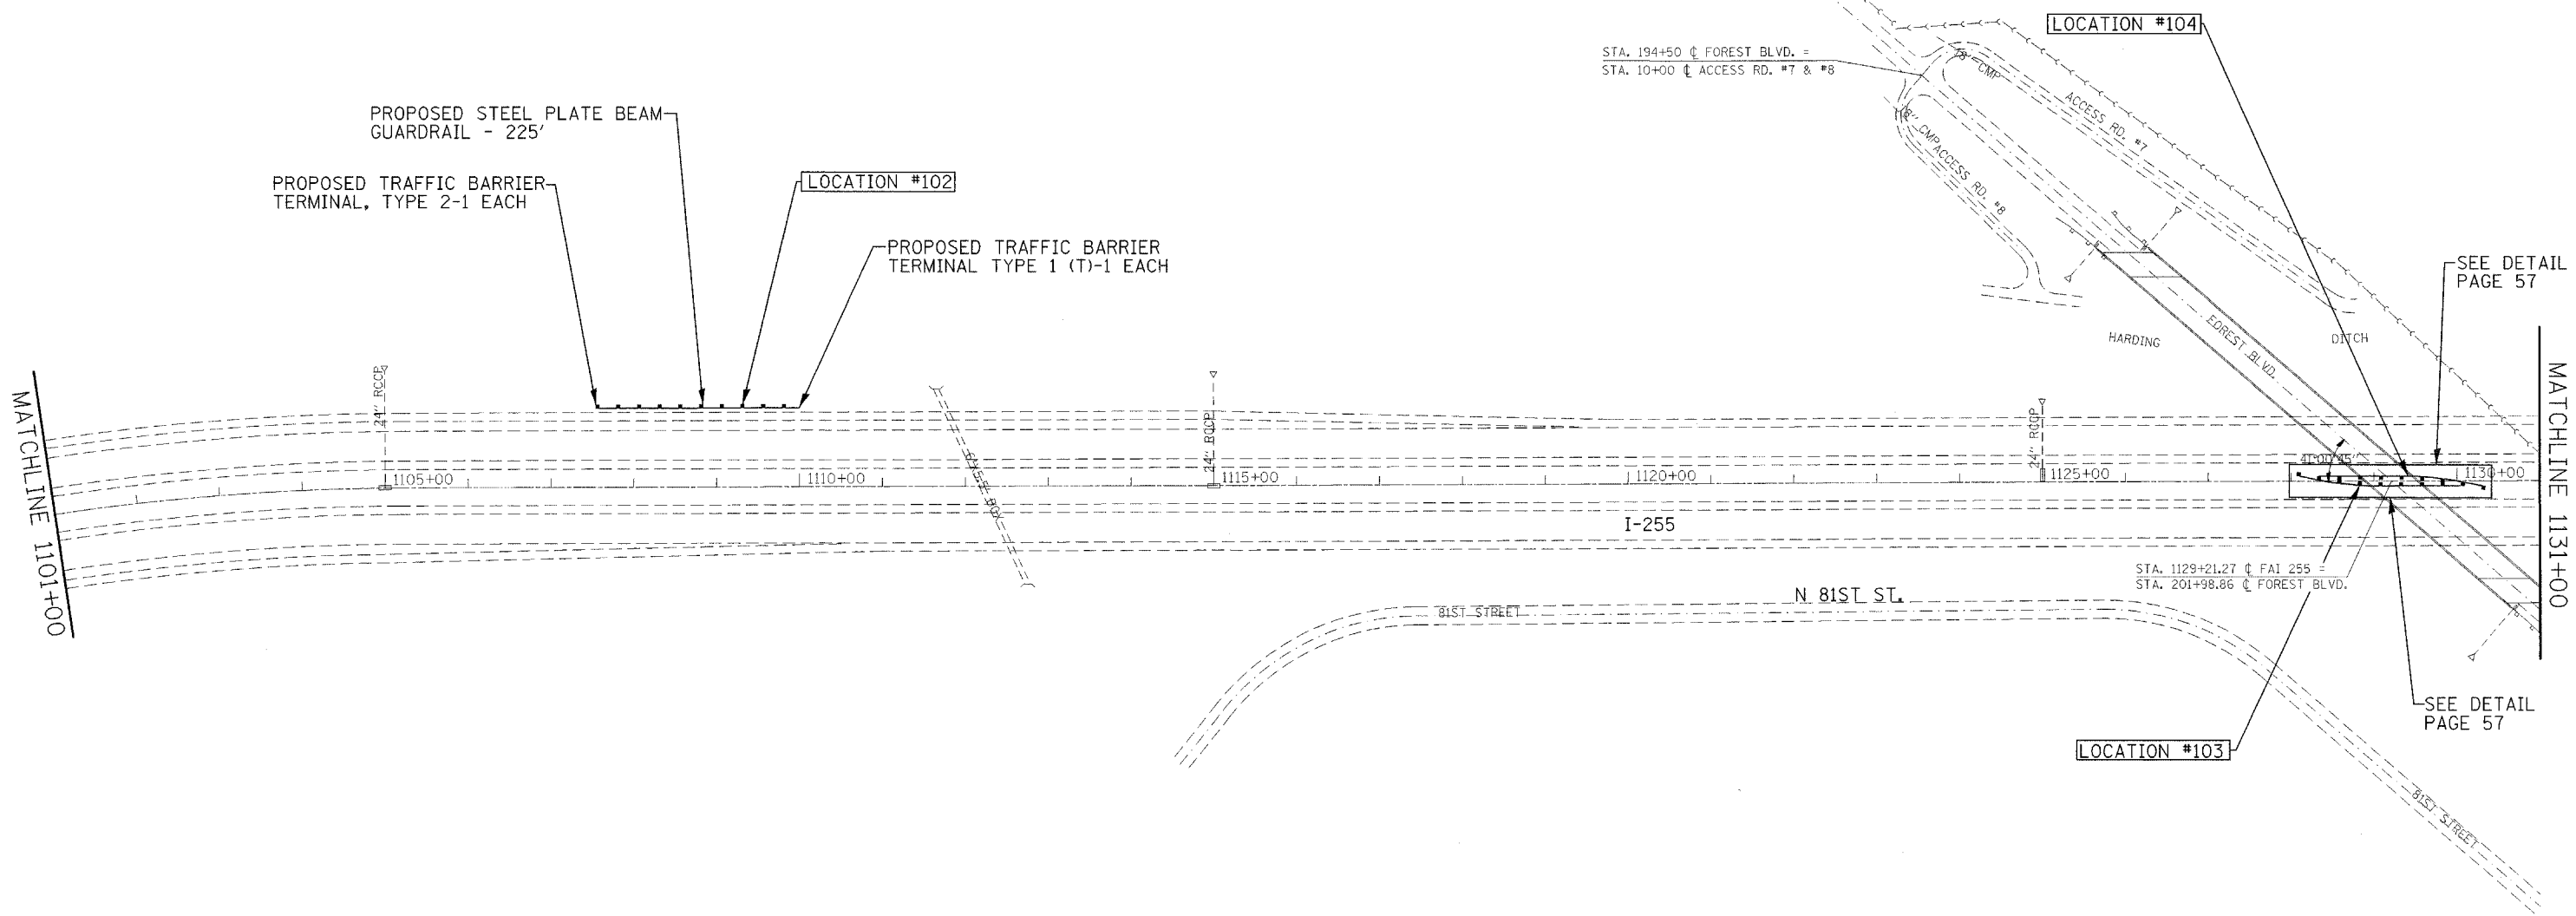 LOCATION #104
STA. 194+50 ℄ FOREST BLVD. =
STA. 10+00 ℄ ACCESS RD. #7 & #8
CMP
ACCESS RD. #7
CMP
ACCESS RD. #8
PROPOSED STEEL PLATE BEAM
GUARDRAIL - 225'
PROPOSED TRAFFIC BARRIER
TERMINAL, TYPE 2-1 EACH
LOCATION #102
PROPOSED TRAFFIC BARRIER
TERMINAL TYPE 1 (T)-1 EACH
SEE DETAIL
PAGE 57
HARDING
DITCH
FOREST BLVD.
MATCHLINE 1101+00
24" RCCP
24" RCCP
24" RCCP
1105+00
1110+00
1115+00
1120+00
1125+00
1130+00
41°00'45"
MATCHLINE 1131+00
I-255
STA. 1129+21.27 ℄ FAI 255 =
STA. 201+98.86 ℄ FOREST BLVD.
N 81ST ST.
81ST STREET
SEE DETAIL
PAGE 57
LOCATION #103
81ST STREET